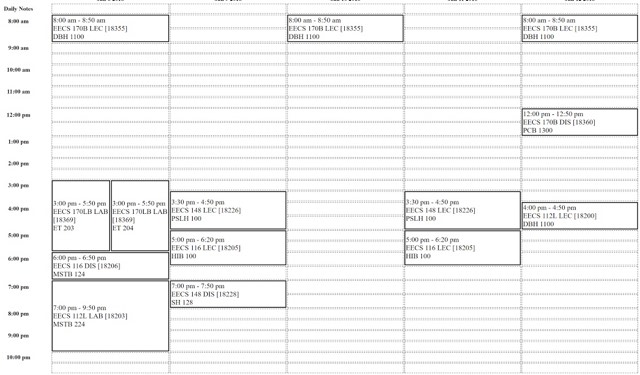 Daily Notes
8:00 am
9:00 am
10:00 am
11:00 am
12:00 pm
1:00 pm
2:00 pm
3:00 pm
4:00 pm
5:00 pm
6:00 pm
7:00 pm
8:00 pm
9:00 pm
10:00 pm
8:00 am - 8:50 am
EECS 170B LEC [18355]
DBH 1100
3:00 pm - 5:50 pm
EECS 170LB LAB
[18369]
ET 203
3:00 pm - 5:50 pm
EECS 170LB LAB
[18369]
ET 204
6:00 pm - 6:50 pm
EECS 116 DIS [18206]
MSTB 124
7:00 pm - 9:50 pm
EECS 112L LAB [18203]
MSTB 224
3:30 pm - 4:50 pm
EECS 148 LEC [18226]
PSLH 100
5:00 pm - 6:20 pm
EECS 116 LEC [18205]
HIB 100
7:00 pm - 7:50 pm
EECS 148 DIS [18228]
SH 128
8:00 am - 8:50 am
EECS 170B LEC [18355]
DBH 1100
3:30 pm - 4:50 pm
EECS 148 LEC [18226]
PSLH 100
5:00 pm - 6:20 pm
EECS 116 LEC [18205]
HIB 100
8:00 am - 8:50 am
EECS 170B LEC [18355]
DBH 1100
12:00 pm - 12:50 pm
EECS 170B DIS [18360]
PCB 1300
4:00 pm - 4:50 pm
EECS 112L LEC [18200]
DBH 1100